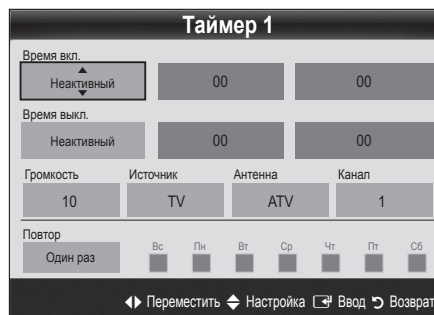 Таймер 1
Время вкл.
Неактивный 00 00
Время выкл.
Неактивный 00 00
Громкость Источник Антенна Канал
10 TV ATV 1
Повтор Вс Пн Вт Ср Чт Пт Сб
Один раз
Переместить Настройка Ввод Возврат